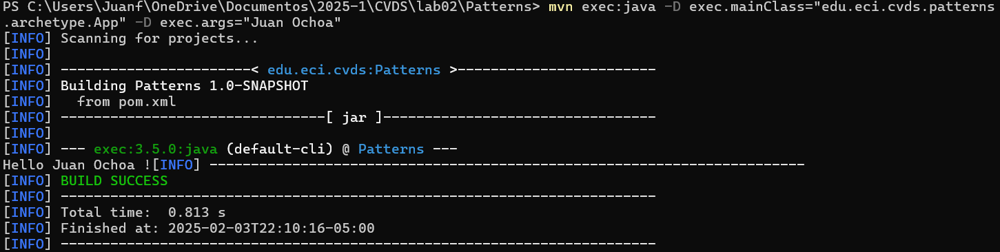 PS C:\Users\Juanf\OneDrive\Documentos\2025-1\CVDS\lab02\Patterns> mvn exec:java -D exec.mainClass="edu.eci.cvds.patterns
.archetype.App" -D exec.args="Juan Ochoa"
[INFO] Scanning for projects...
[INFO]
[INFO] -----------------------< edu.eci.cvds:Patterns >------------------------
[INFO] Building Patterns 1.0-SNAPSHOT
[INFO]   from pom.xml
[INFO] --------------------------------[ jar ]---------------------------------
[INFO]
[INFO] --- exec:3.5.0:java (default-cli) @ Patterns ---
Hello Juan Ochoa ![INFO] ------------------------------------------------------------------------
[INFO] BUILD SUCCESS
[INFO] ------------------------------------------------------------------------
[INFO] Total time:  0.813 s
[INFO] Finished at: 2025-02-03T22:10:16-05:00
[INFO] ------------------------------------------------------------------------